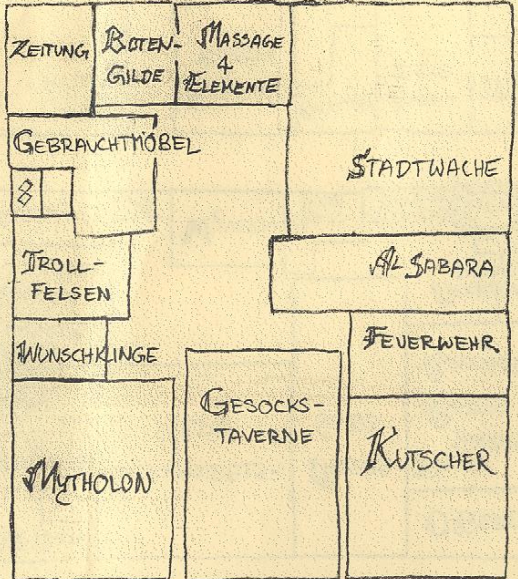 ZEITUNG
BOTEN-
GILDE
MASSAGE
4
ELEMENTE
GEBRAUCHTMÖBEL
STADTWACHE
8
TROLL-
FELSEN
AL SABARA
WUNSCHKLINGE
FEUERWEHR
GESOCKS-
TAVERNE
MYTHOLON
KUTSCHER